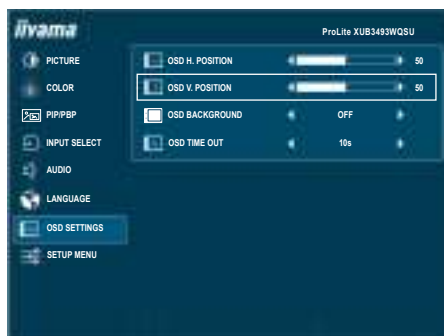 iiyama
ProLite XUB3493WQSU
PICTURE
COLOR
PIP/PBP
INPUT SELECT
AUDIO
LANGUAGE
OSD SETTINGS
SETUP MENU
OSD H. POSITION 50
OSD V. POSITION 50
OSD BACKGROUND OFF
OSD TIME OUT 10s